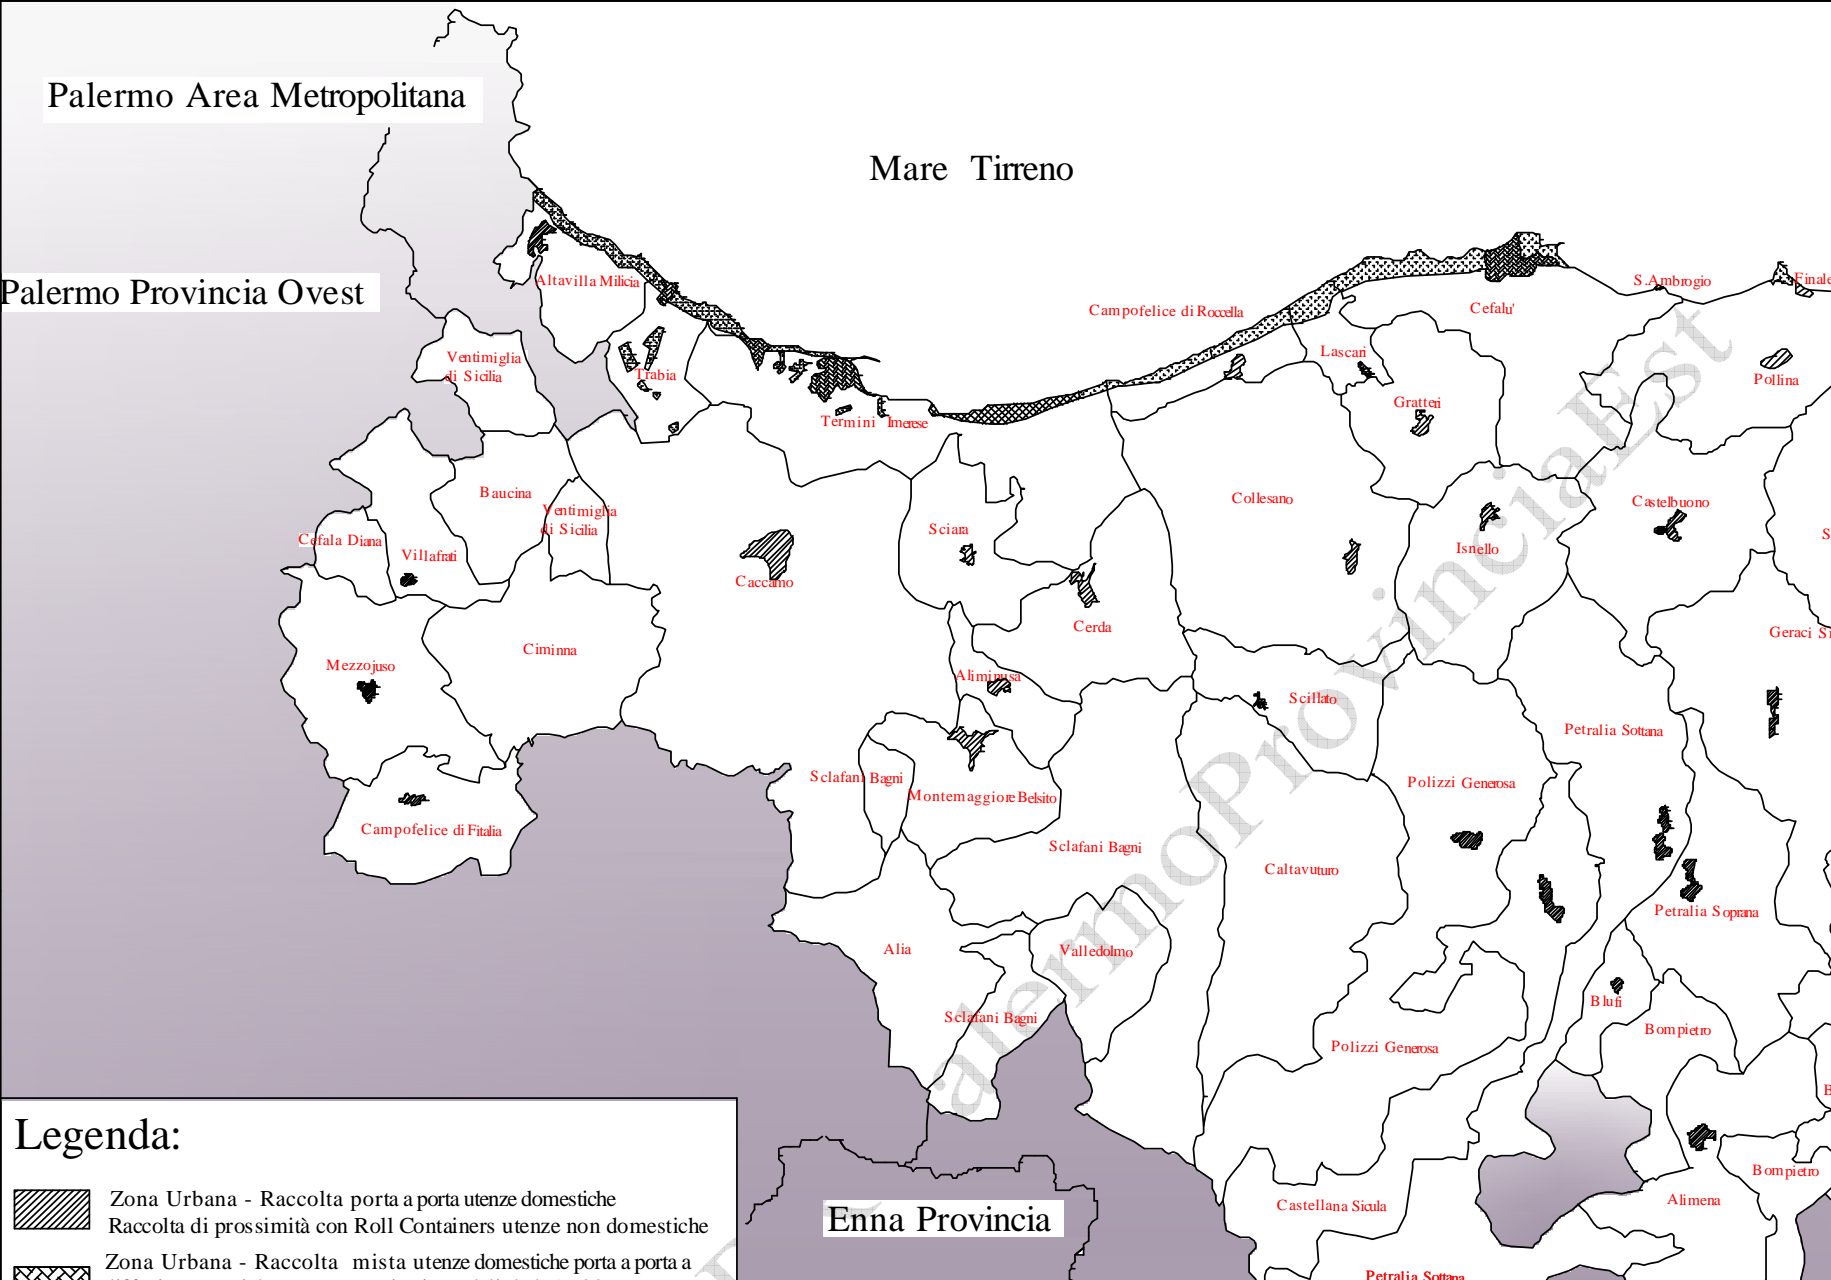 Palermo Area Metropolitana
Mare Tirreno
Palermo Provincia Ovest
Altavilla Milicia
S.Ambrogio
Finale
Campofelice di Roccella
Cefalu'
Ventimiglia
di Sicilia
Lascari
Trabia
Pollina
Gratteri
Termini Imerese
Baucina
Collesano
Castelbuono
Ventimiglia
di Sicilia
Sciara
Cefala Diana
Villafrati
Isnello
Caccamo
Cerda
Geraci Si
Ciminna
Mezzojuso
Aliminusa
Scillato
Petralia Sottana
Sclafani Bagni
Montemaggiore Belsito
Polizzi Generosa
Campofelice di Fitalia
Sclafani Bagni
Caltavuturo
Petralia Soprana
Alia
Valledolmo
Blufi
Sclafani Bagni
Bompietro
Polizzi Generosa
alermoProvinciaEst
Legenda:
Bompietro
Zona Urbana - Raccolta porta a porta utenze domestiche
Raccolta di prossimità con Roll Containers utenze non domestiche
Castellana Sicula
Alimena
Enna Provincia
Zona Urbana - Raccolta mista utenze domestiche porta a porta a
Petralia Sottana